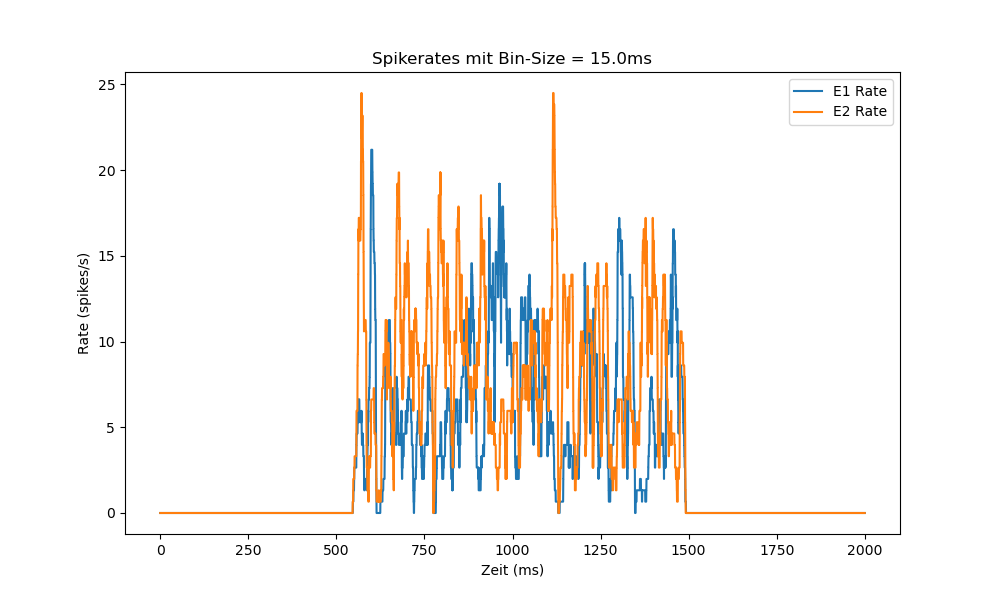 Spikerates mit Bin-Size = 15.0ms
E1 Rate
E2 Rate
Rate (spikes/s)
25
20
15
10
5
0
0 250 500 750 1000 1250 1500 1750 2000
Zeit (ms)